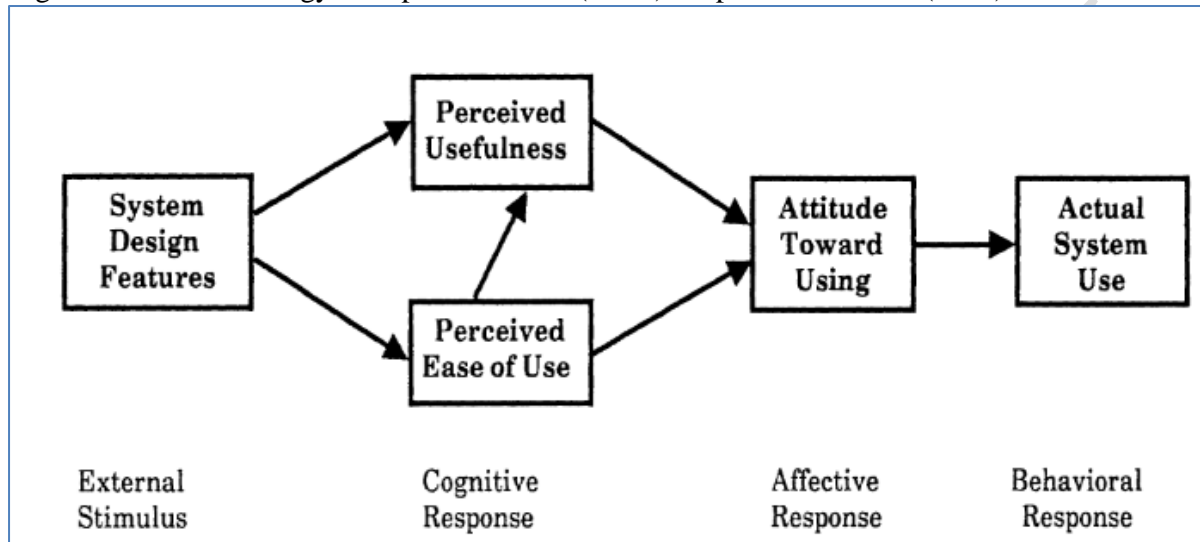 Perceived
Usefulness
System
Design
Features
Perceived
Ease of Use
Attitude
Toward
Using
Actual
System
Use
External
Stimulus
Cognitive
Response
Affective
Response
Behavioral
Response